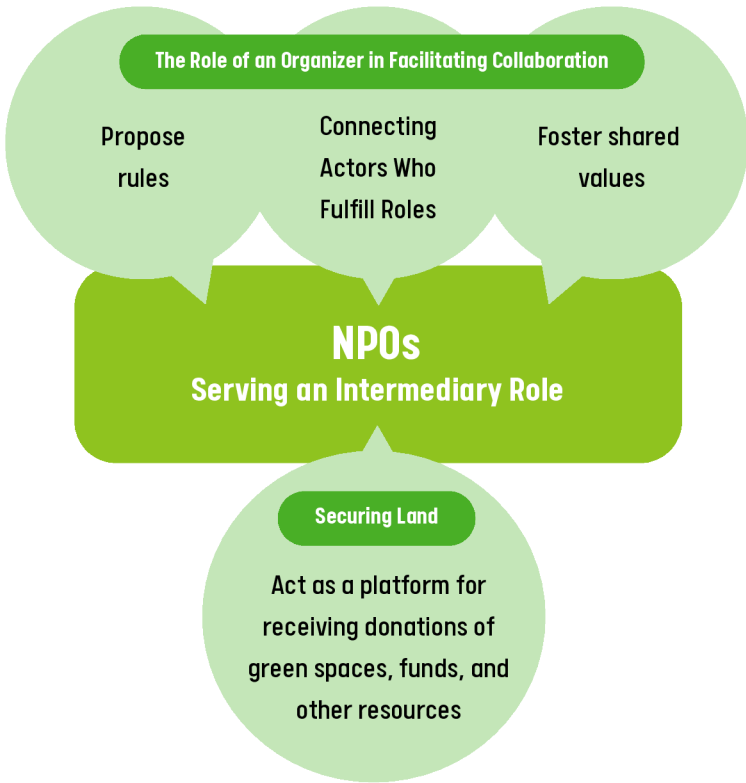 The Role of an Organizer in Facilitating Collaboration
Propose
rules
Connecting
Actors Who
Fulfill Roles
Foster shared
values
NPOs
Serving an Intermediary Role
Securing Land
Act as a platform for
receiving donations of
green spaces, funds, and
other resources